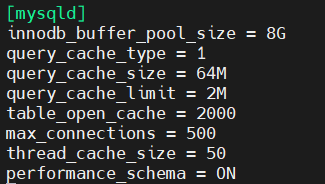 [mysqld]
innodb_buffer_pool_size = 8G
query_cache_type = 1
query_cache_size = 64M
query_cache_limit = 2M
table_open_cache = 2000
max_connections = 500
thread_cache_size = 50
performance_schema = ON